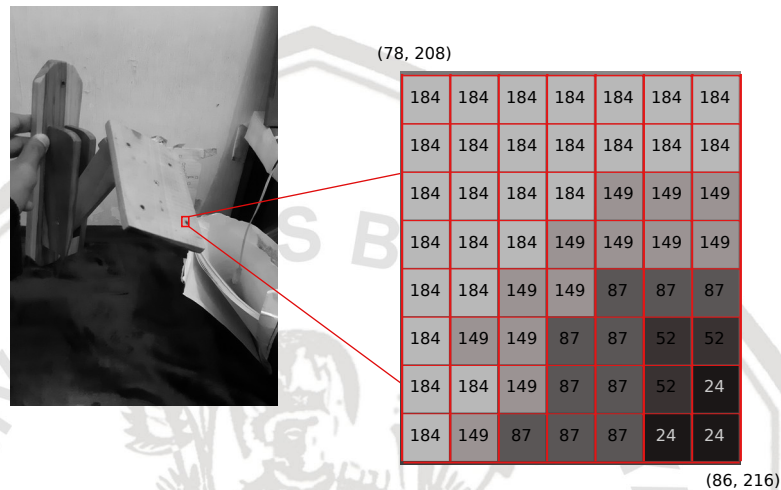 (78, 208)
184 184 184 184 184 184 184
184 184 184 184 184 184 184
184 184 184 184 149 149 149
184 184 184 149 149 149 149
184 184 149 149 87 87 87
184 149 149 87 87 52 52
184 184 149 87 87 52 24
184 149 87 87 87 24 24
(86, 216)